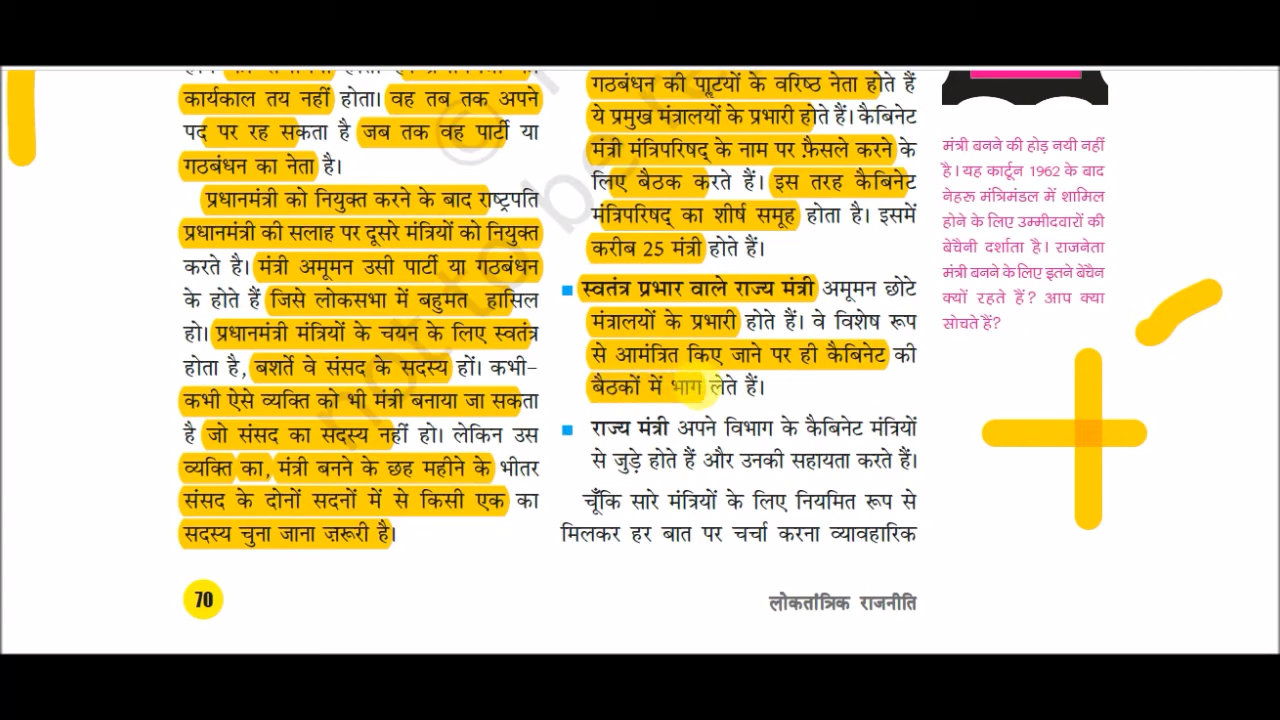 कार्यकाल तय नहीं होता। वह तब तक अपने
पद पर रह सकता है जब तक वह पार्टी या
गठबंधन का नेता है।
प्रधानमंत्री को नियुक्त करने के बाद राष्ट्रपति
प्रधानमंत्री की सलाह पर दूसरे मंत्रियों को नियुक्त
करते है। मंत्री अमूमन उसी पार्टी या गठबंधन
के होते हैं जिसे लोकसभा में बहुमत हासिल
हो। प्रधानमंत्री मंत्रियों के चयन के लिए स्वतंत्र
होता है, बशर्ते वे संसद के सदस्य हों। कभी–
कभी ऐसे व्यक्ति को भी मंत्री बनाया जा सकता
है जो संसद का सदस्य नहीं हो। लेकिन उस
व्यक्ति का, मंत्री बनने के छह महीने के भीतर
संसद के दोनों सदनों में से किसी एक का
सदस्य चुना जाना ज़रूरी है।
70
गठबंधन की पाट्टयों के वरिष्ठ नेता होते हैं
ये प्रमुख मंत्रालयों के प्रभारी होते हैं। कैबिनेट
मंत्री मंत्रिपरिषद् के नाम पर फ़ैसले करने के
लिए बैठक करते हैं। इस तरह कैबिनेट
मंत्रिपरिषद् का शीर्ष समूह होता है। इसमें
करीब 25 मंत्री होते हैं।
■ स्वतंत्र प्रभार वाले राज्य मंत्री अमूमन छोटे
मंत्रालयों के प्रभारी होते हैं। वे विशेष रूप
से आमंत्रित किए जाने पर ही कैबिनेट की
बैठकों में भाग लेते हैं।
■ राज्य मंत्री अपने विभाग के कैबिनेट मंत्रियों
से जुड़े होते हैं और उनकी सहायता करते हैं।
चूँकि सारे मंत्रियों के लिए नियमित रूप से
मिलकर हर बात पर चर्चा करना व्यावहारिक
लोकतांत्रिक राजनीति
मंत्री बनने की होड़ नयी नहीं
है। यह कार्टून 1962 के बाद
नेहरू मंत्रिमंडल में शामिल
होने के लिए उम्मीदवारों की
बेचैनी दर्शाता है। राजनेता
मंत्री बनने के लिए इतने बेचैन
क्यों रहते हैं? आप क्या
सोचते हैं?